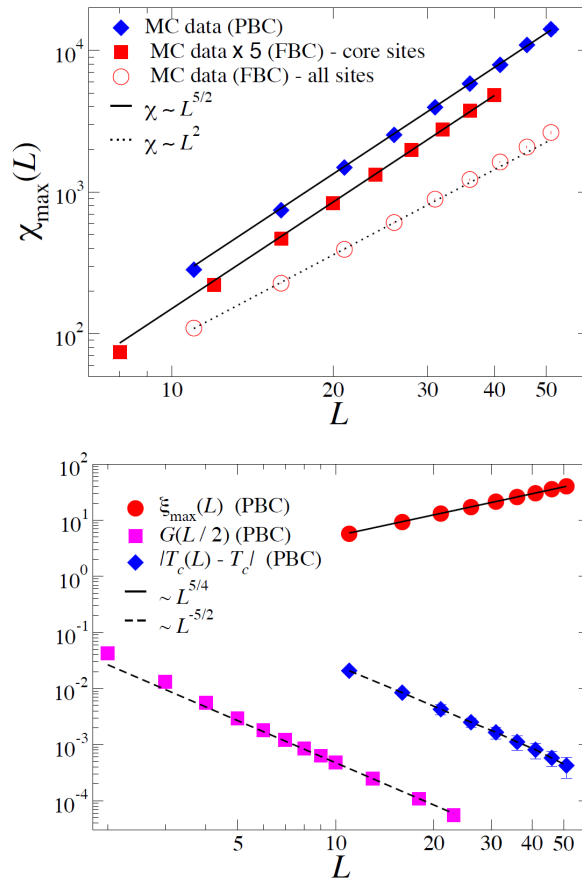 MC data (PBC)
MC data x 5 (FBC) - core sites
MC data (FBC) - all sites
χ ~ L^{5/2}
χ ~ L^2
χ_max(L)
10^4
10^3
10^2
10 20 30 40 50
L
ξ_max(L) (PBC)
G(L / 2) (PBC)
|T_c(L) - T_c| (PBC)
~ L^{5/4}
~ L^{-5/2}
10^2
10^1
10^0
10^{-1}
10^{-2}
10^{-3}
10^{-4}
5 10 20 30 40 50
L